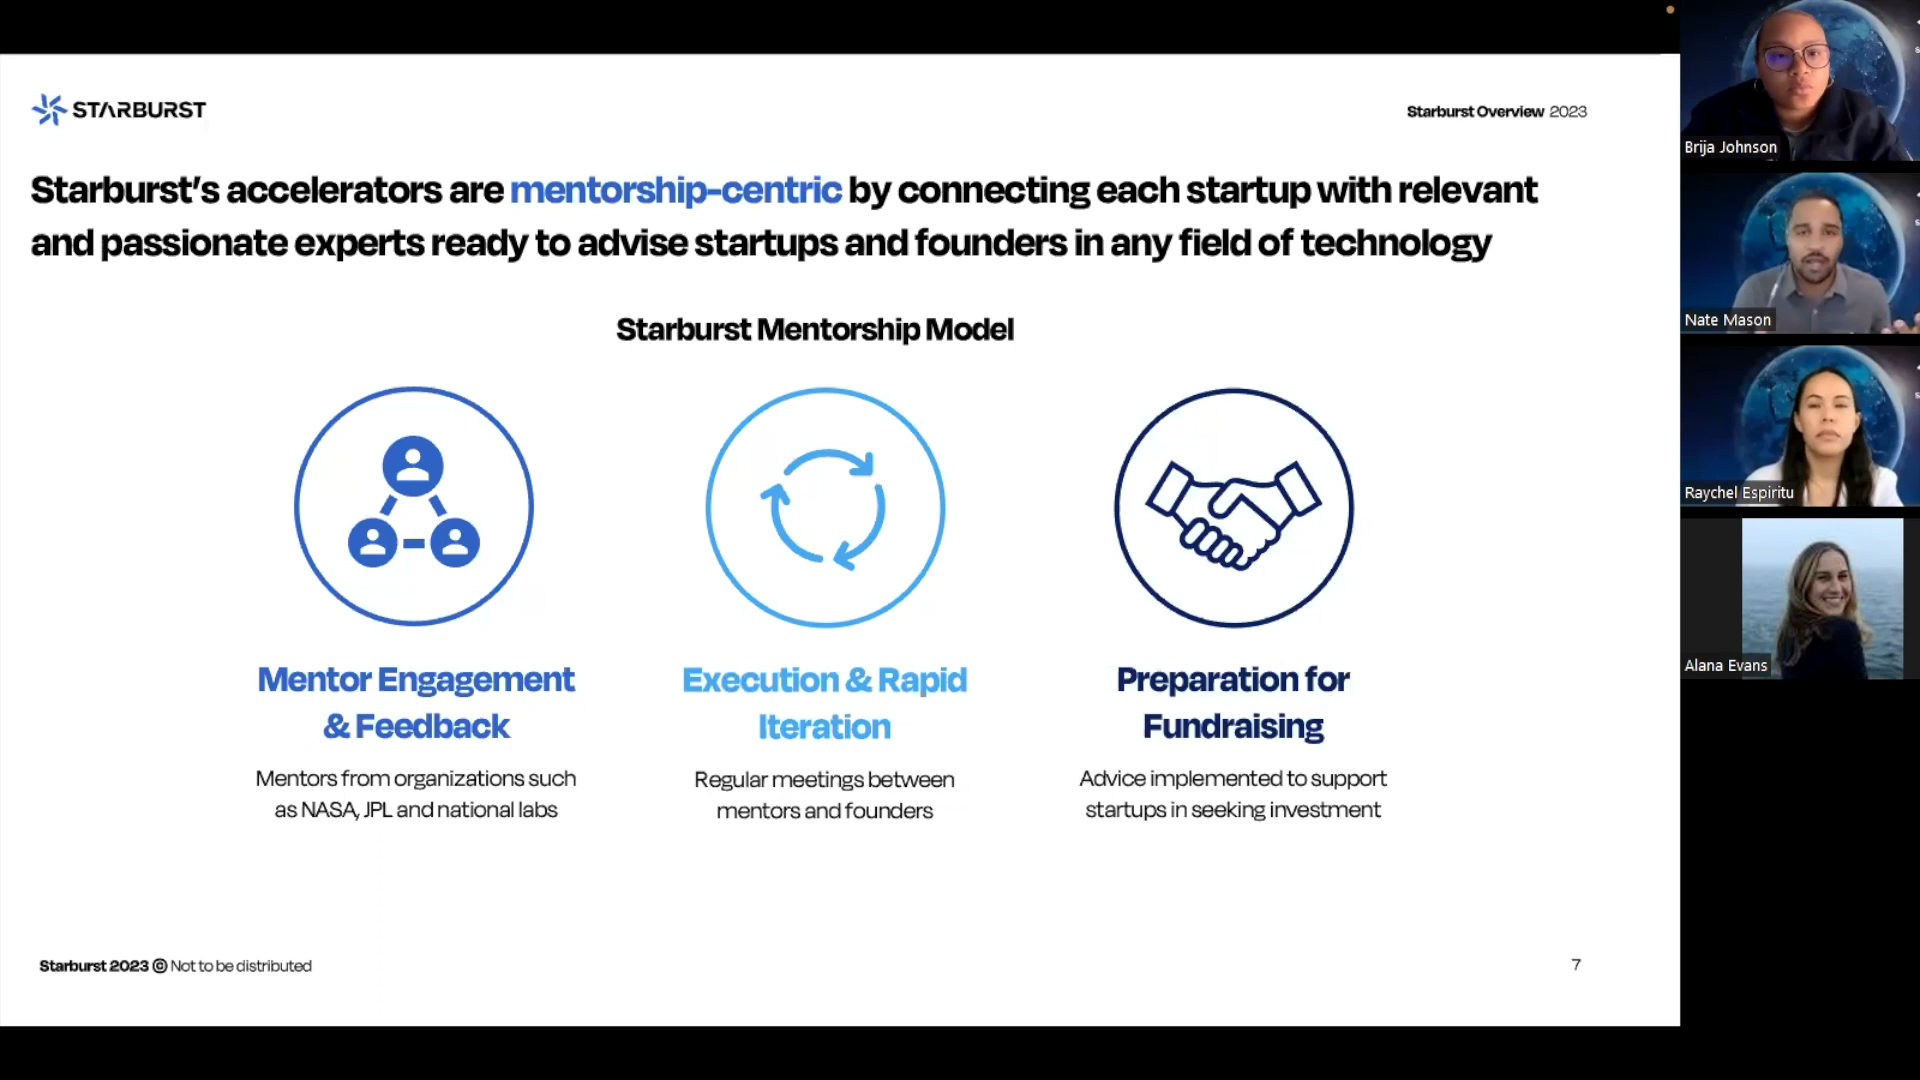 STARBURST
Starburst Overview 2023
Starburst’s accelerators are mentorship-centric by connecting each startup with relevant
and passionate experts ready to advise startups and founders in any field of technology
Starburst Mentorship Model
Mentor Engagement
& Feedback
Mentors from organizations such
as NASA, JPL and national labs
Execution & Rapid
Iteration
Regular meetings between
mentors and founders
Preparation for
Fundraising
Advice implemented to support
startups in seeking investment
Starburst 2023 © Not to be distributed
7
Brija Johnson
Nate Mason
Raychel Espiritu
Alana Evans